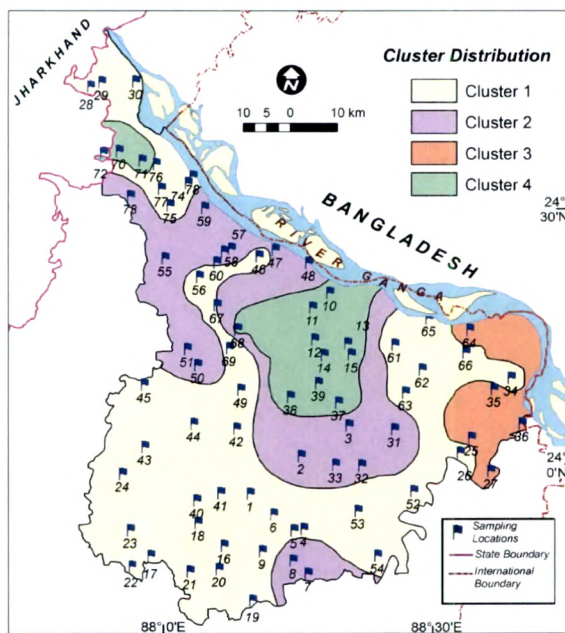 JHARKHAND
Cluster Distribution
Cluster 1
Cluster 2
Cluster 3
Cluster 4
N
10 0 10 km
28 29 30
72 70 71 76
77 74 78
73 75 59
24°
30'N
BANGLADESH
RIVER GANGA
57
55 60 58 46 47 48
56
10
67 11
68 13 65 64
12 61
51 69 14 15 66
50 62
45 49 39 35 34
38 37 63
44 42 3 31 36
43 25
24°
0'N
2 33 32 26
24 27
40 41 1 52
18 6 53
23 5 4
16 9
22 17 21 20 8 7 54
19
Sampling
Locations
State Boundary
International
Boundary
88°0'E
88°30'E